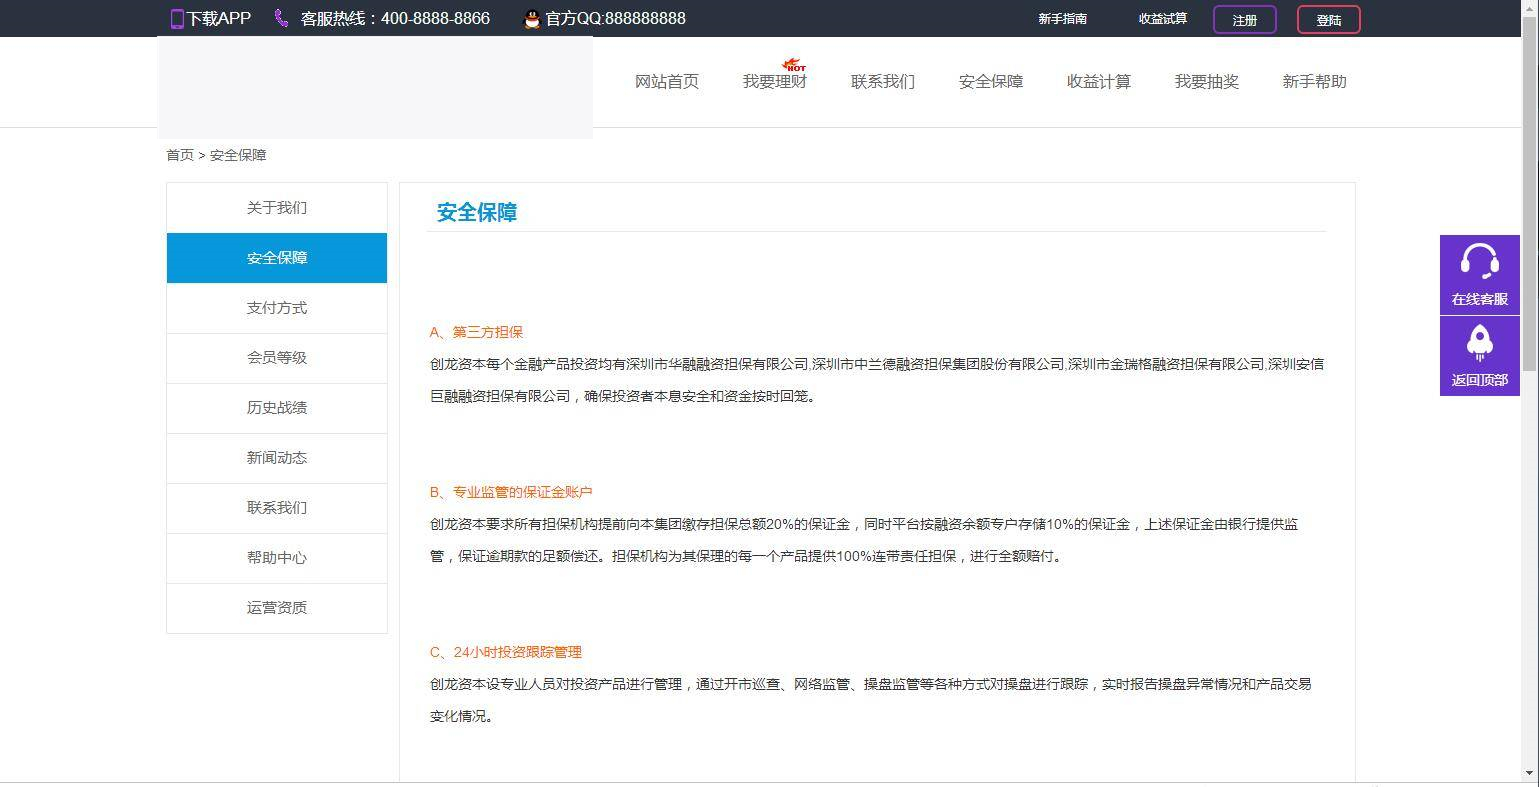 下载APP 客服热线：400-8888-8866 官方QQ:888888888 新手指南 收益试算 注册 登陆
HOT
网站首页 我要理财 联系我们 安全保障 收益计算 我要抽奖 新手帮助
首页 > 安全保障
关于我们
安全保障
支付方式
会员等级
历史战绩
新闻动态
联系我们
帮助中心
运营资质
安全保障
A、第三方担保
创龙资本每个金融产品投资均有深圳市华融融资担保有限公司,深圳市中兰德融资担保集团股份有限公司,深圳市金瑞格融资担保有限公司,深圳安信
巨融融资担保有限公司，确保投资者本息安全和资金按时回笼。
B、专业监管的保证金账户
创龙资本要求所有担保机构提前向本集团缴存担保总额20%的保证金，同时平台按融资余额专户存储10%的保证金，上述保证金由银行提供监
管，保证逾期款的足额偿还。担保机构为其保理的每一个产品提供100%连带责任担保，进行全额赔付。
C、24小时投资跟踪管理
创龙资本设专业人员对投资产品进行管理，通过开市巡查、网络监管、操盘监管等各种方式对操盘进行跟踪，实时报告操盘异常情况和产品交易
变化情况。
在线客服
返回顶部